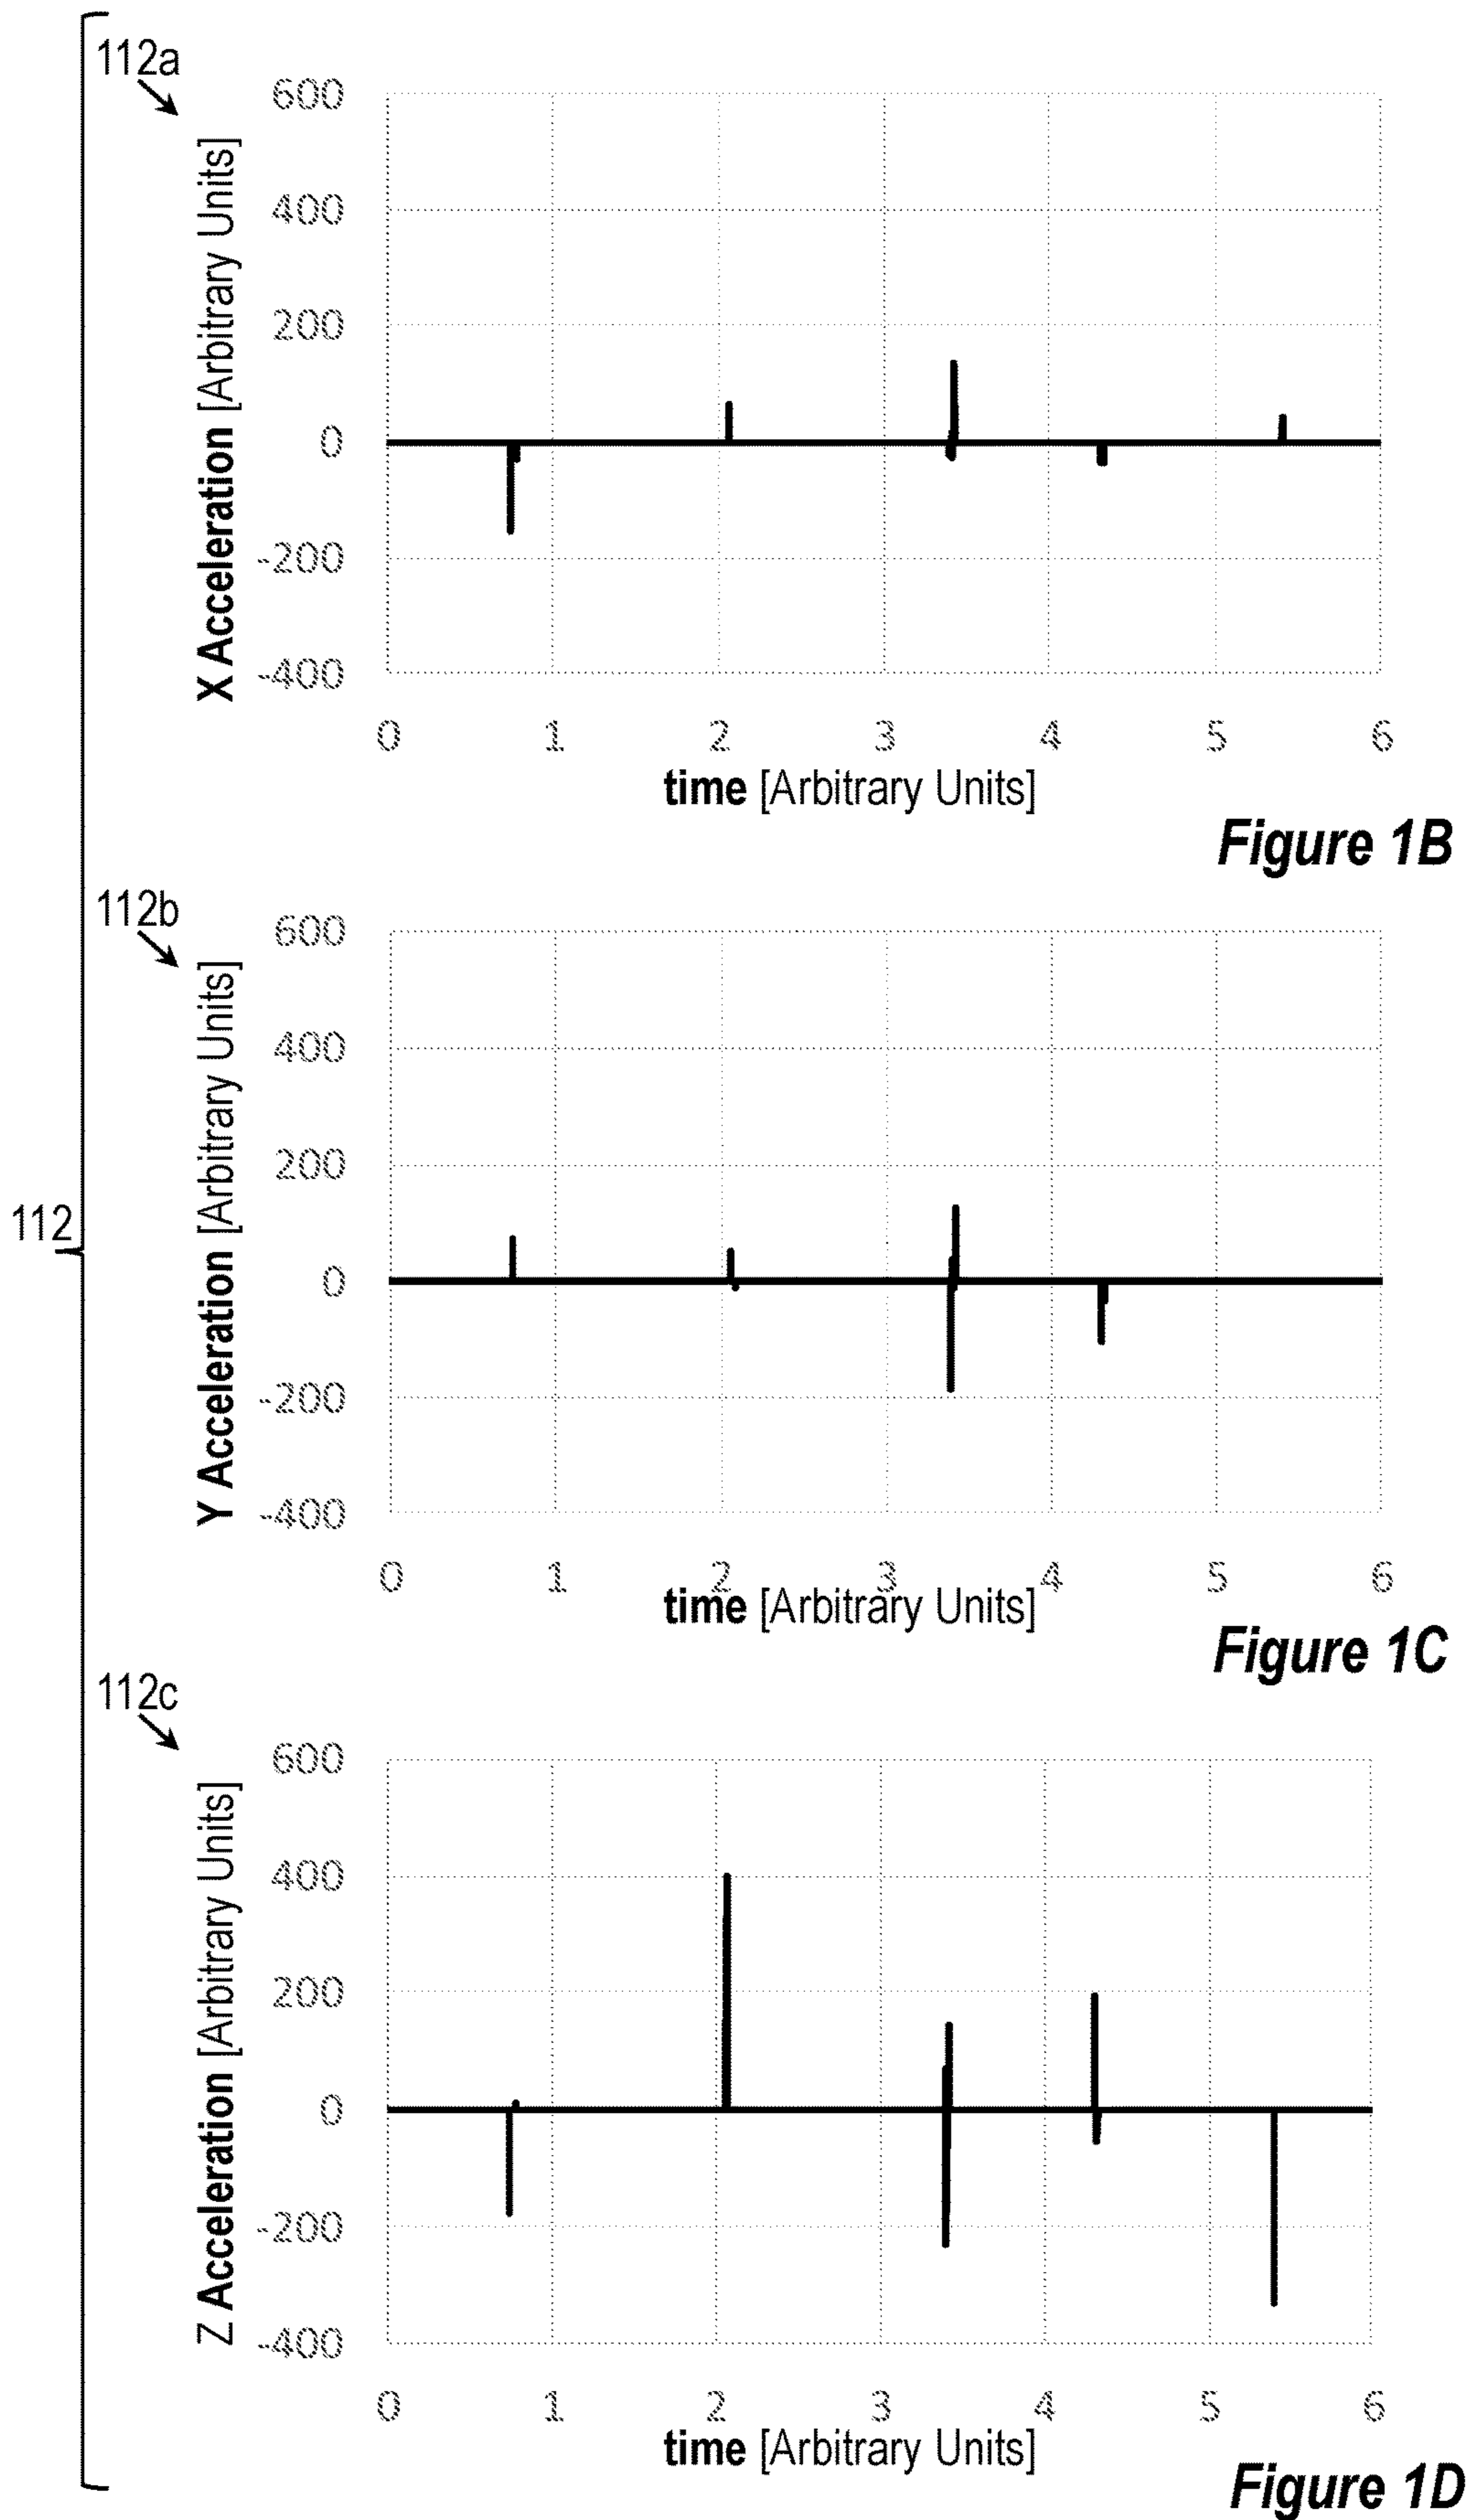 112
112a
X Acceleration [Arbitrary Units]
600
400
200
0
-200
-400
0 1 2 3 4 5 6
time [Arbitrary Units]
Figure 1B
112b
Y Acceleration [Arbitrary Units]
600
400
200
0
-200
-400
0 1 2 3 4 5 6
time [Arbitrary Units]
Figure 1C
112c
Z Acceleration [Arbitrary Units]
600
400
200
0
-200
-400
0 1 2 3 4 5 6
time [Arbitrary Units]
Figure 1D